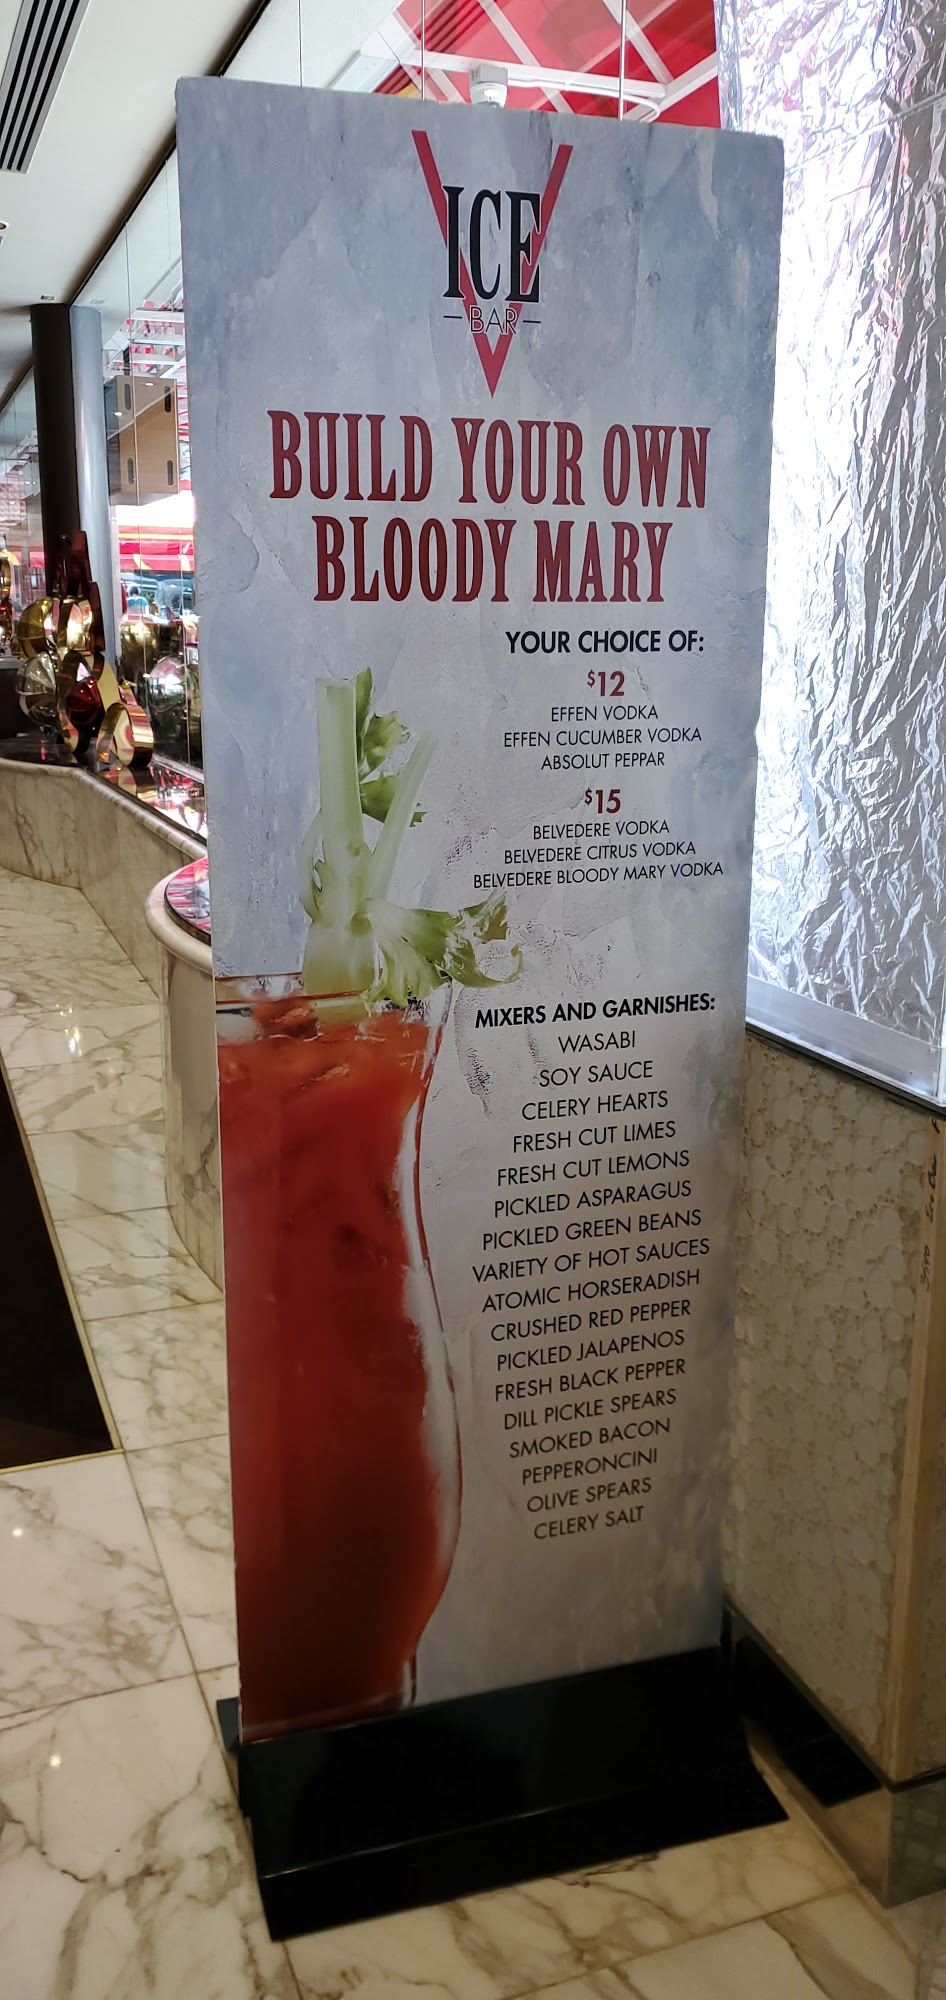 ICE
BAR
BUILD YOUR OWN
BLOODY MARY
YOUR CHOICE OF:
$12
EFFEN VODKA
EFFEN CUCUMBER VODKA
ABSOLUT PEPPAR
$15
BELVEDERE VODKA
BELVEDERE CITRUS VODKA
BELVEDERE BLOODY MARY VODKA
MIXERS AND GARNISHES:
WASABI
SOY SAUCE
CELERY HEARTS
FRESH CUT LIMES
FRESH CUT LEMONS
PICKLED ASPARAGUS
PICKLED GREEN BEANS
VARIETY OF HOT SAUCES
ATOMIC HORSERADISH
CRUSHED RED PEPPER
PICKLED JALAPENOS
FRESH BLACK PEPPER
DILL PICKLE SPEARS
SMOKED BACON
PEPPERONCINI
OLIVE SPEARS
CELERY SALT